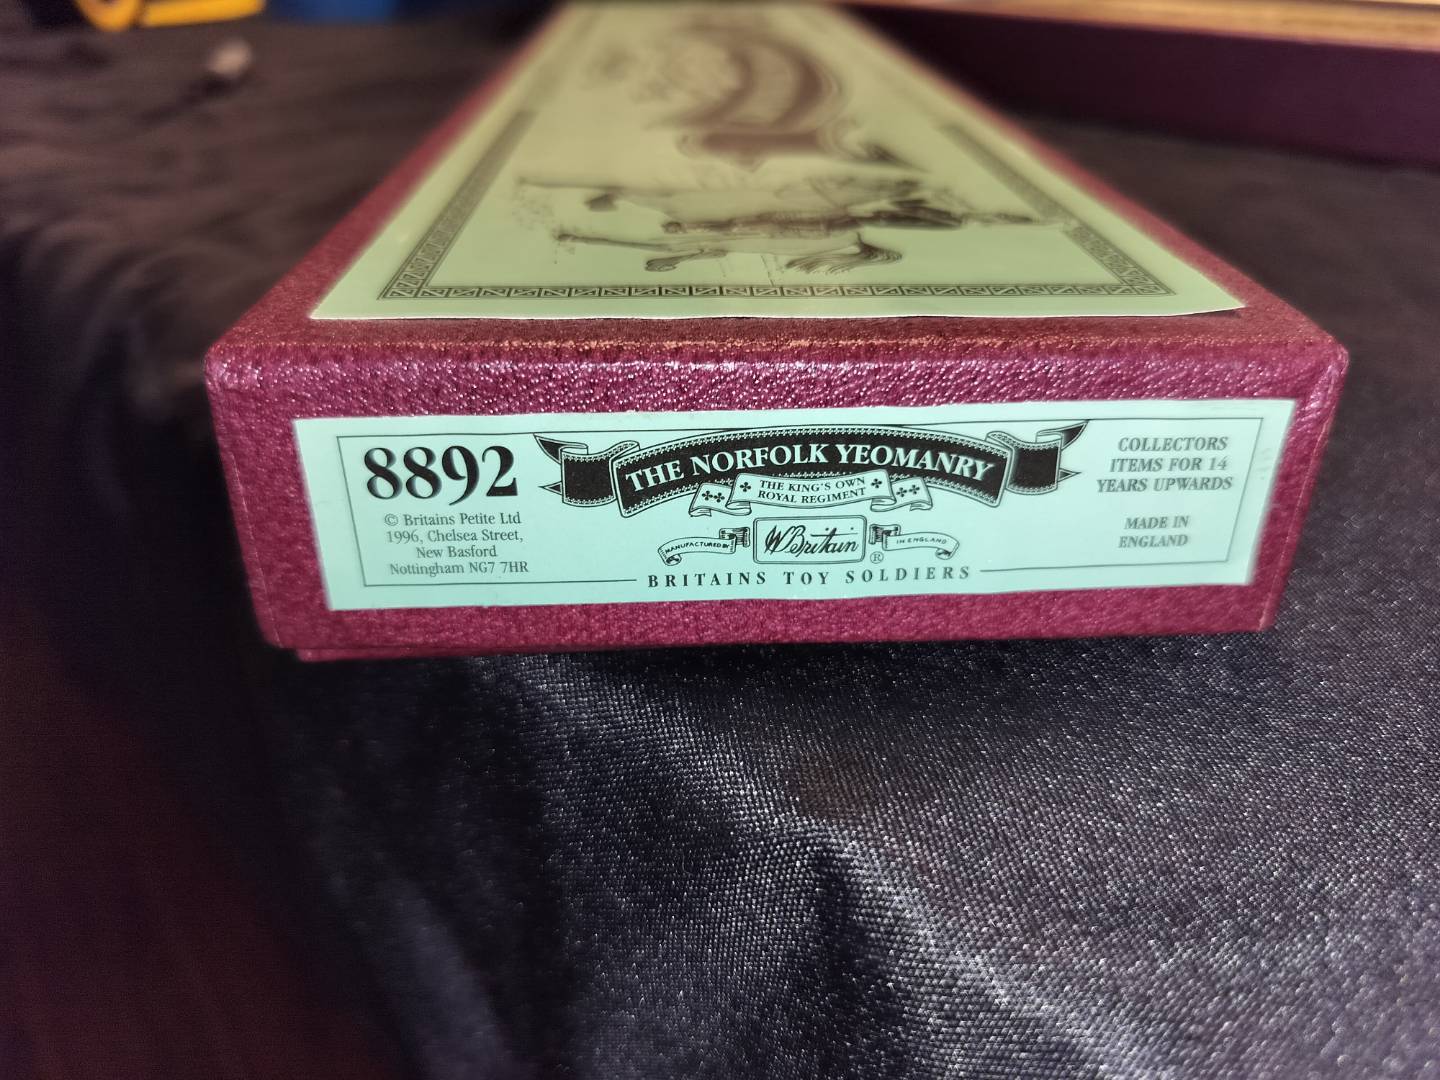 8892
© Britains Petite Ltd
1996, Chelsea Street,
New Basford
Nottingham NG7 7HR
THE NORFOLK YEOMANRY
THE KING'S OWN
ROYAL REGIMENT
MANUFACTURED BY
W. Britain ®
IN ENGLAND
BRITAINS TOY SOLDIERS
COLLECTORS
ITEMS FOR 14
YEARS UPWARDS
MADE IN
ENGLAND